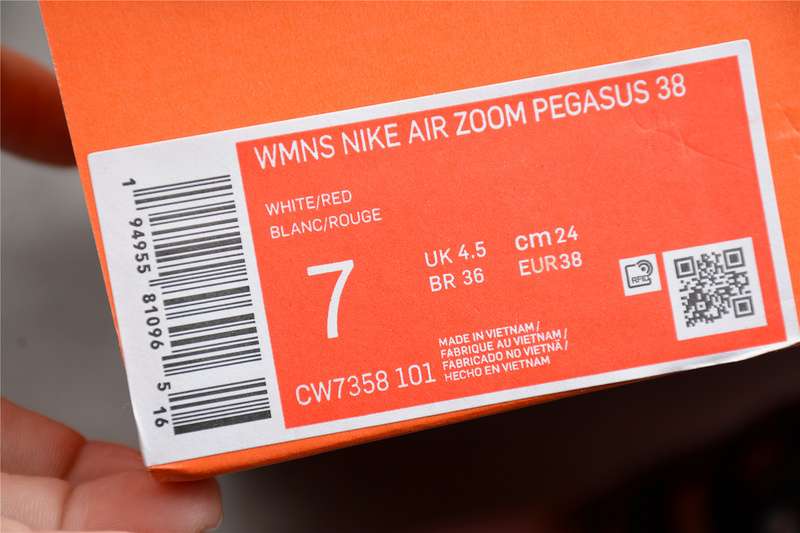 WMNS NIKE AIR ZOOM PEGASUS 38
WHITE/RED
BLANC/ROUGE
7
UK 4.5 cm 24
BR 36 EUR 38
MADE IN VIETNAM /
FABRIQUE AU VIETNAM /
FABRICADO NO VIETNÃ /
HECHO EN VIETNAM
CW7358 101
RFID
1 94955 81096 5 16